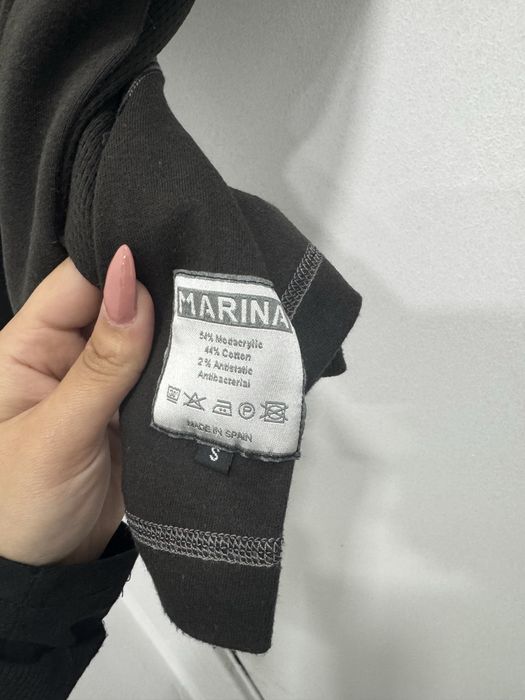 MARINA
54% Modacrylic
44% Cotton
2% Antistatic
Antibacterial
P
MADE IN SPAIN
S